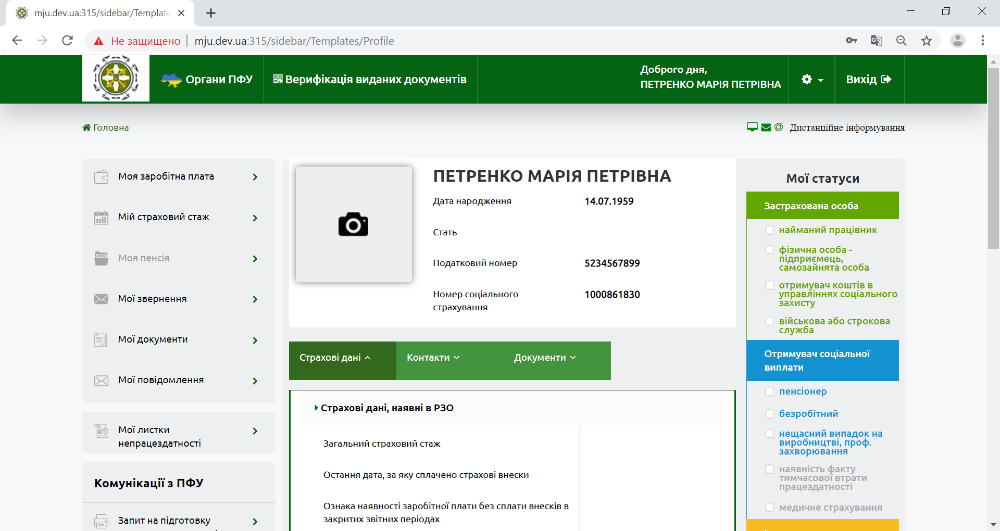 mju.dev.ua:315/sidebar/Template
Не защищено
mju.dev.ua:315/sidebar/Templates/Profile
Органи ПФУ
Верифікація виданих документів
Доброго дня,
ПЕТРЕНКО МАРІЯ ПЕТРІВНА
Вихід
Головна
@ Дистанційне інформування
Моя заробітна плата
Мій страховий стаж
Моя пенсія
Мої звернення
Мої документи
Мої повідомлення
Мої листки
непрацездатності
Комунікації з ПФУ
Запит на підготовку
ПЕТРЕНКО МАРІЯ ПЕТРІВНА
Дата народження 14.07.1959
Стать
Податковий номер 5234567899
Номер соціального 1000861830
страхування
Страхові дані
Контакти
Документи
Страхові дані, наявні в РЗО
Загальний страховий стаж
Остання дата, за яку сплачено страхові внески
Ознака наявності заробітної плати без сплати внесків в
закритих звітних періодах
Мої статуси
Застрахована особа
найманий працівник
фізична особа -
підприємець,
самозайнята особа
отримувач коштів в
управліннях соціального
захисту
військова або строкова
служба
Отримувач соціальної
виплати
пенсіонер
безробітний
нещасний випадок на
виробництві, проф.
захворювання
наявність факту
тимчасової втрати
працездатності
медичне страхування